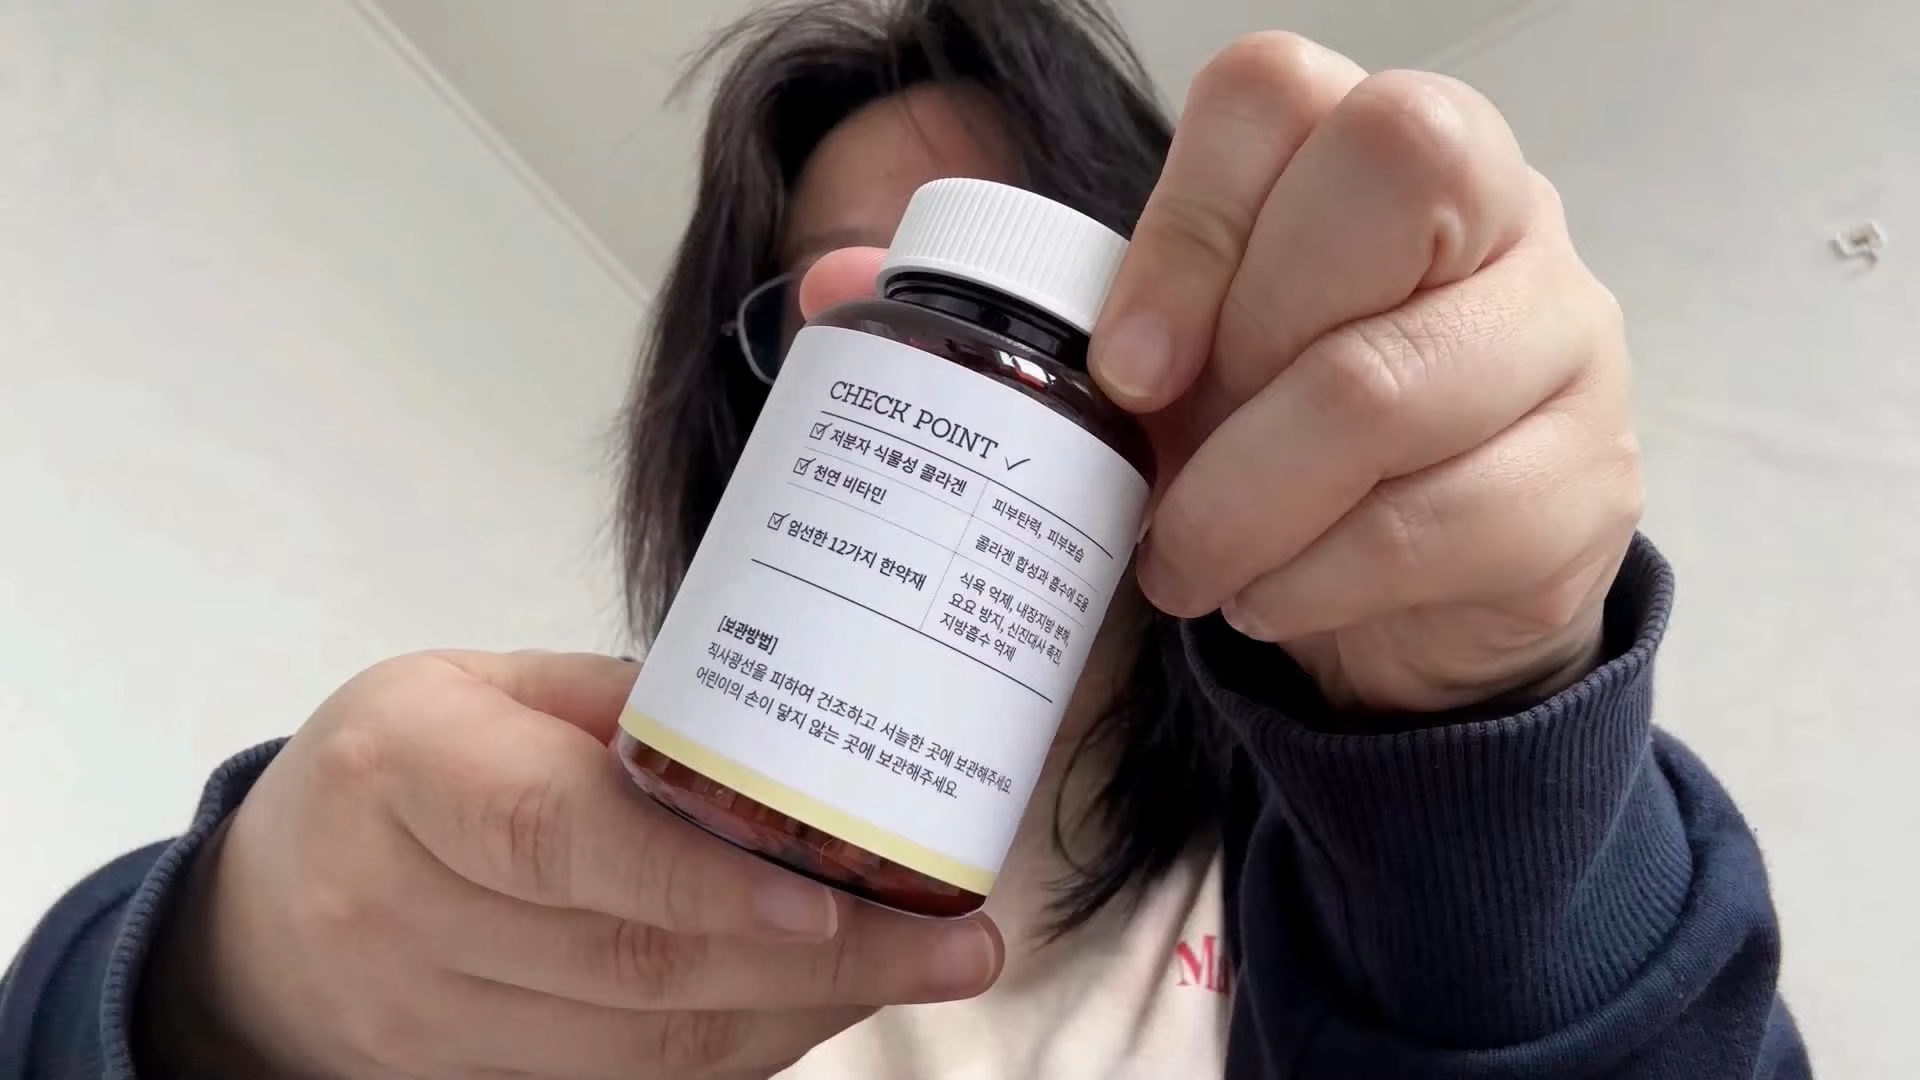 CHECK POINT ✓
☑ 저분자 식물성 콜라겐
피부탄력, 피부보습
☑ 천연 비타민
콜라겐 합성과 흡수에 도움
☑ 엄선한 12가지 한약재
식욕 억제, 내장지방 분해,
요요 방지, 신진대사 촉진,
지방흡수 억제
[보관방법]
직사광선을 피하여 건조하고 서늘한 곳에 보관해주세요.
어린이의 손이 닿지 않는 곳에 보관해주세요.